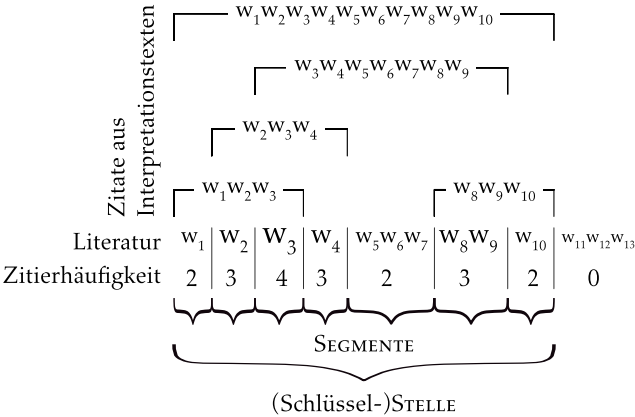 w₁w₂w₃w₄w₅w₆w₇w₈w₉w₁₀
w₃w₄w₅w₆w₇w₈w₉
w₂w₃w₄
w₁w₂w₃ w₈w₉w₁₀
Zitate aus
Interpretationstexten
Literatur w₁ w₂ w₃ w₄ w₅w₆w₇ w₈w₉ w₁₀ w₁₁w₁₂w₁₃
Zitierhäufigkeit 2 3 4 3 2 3 2 0
Segmente
(Schlüssel-)Stelle